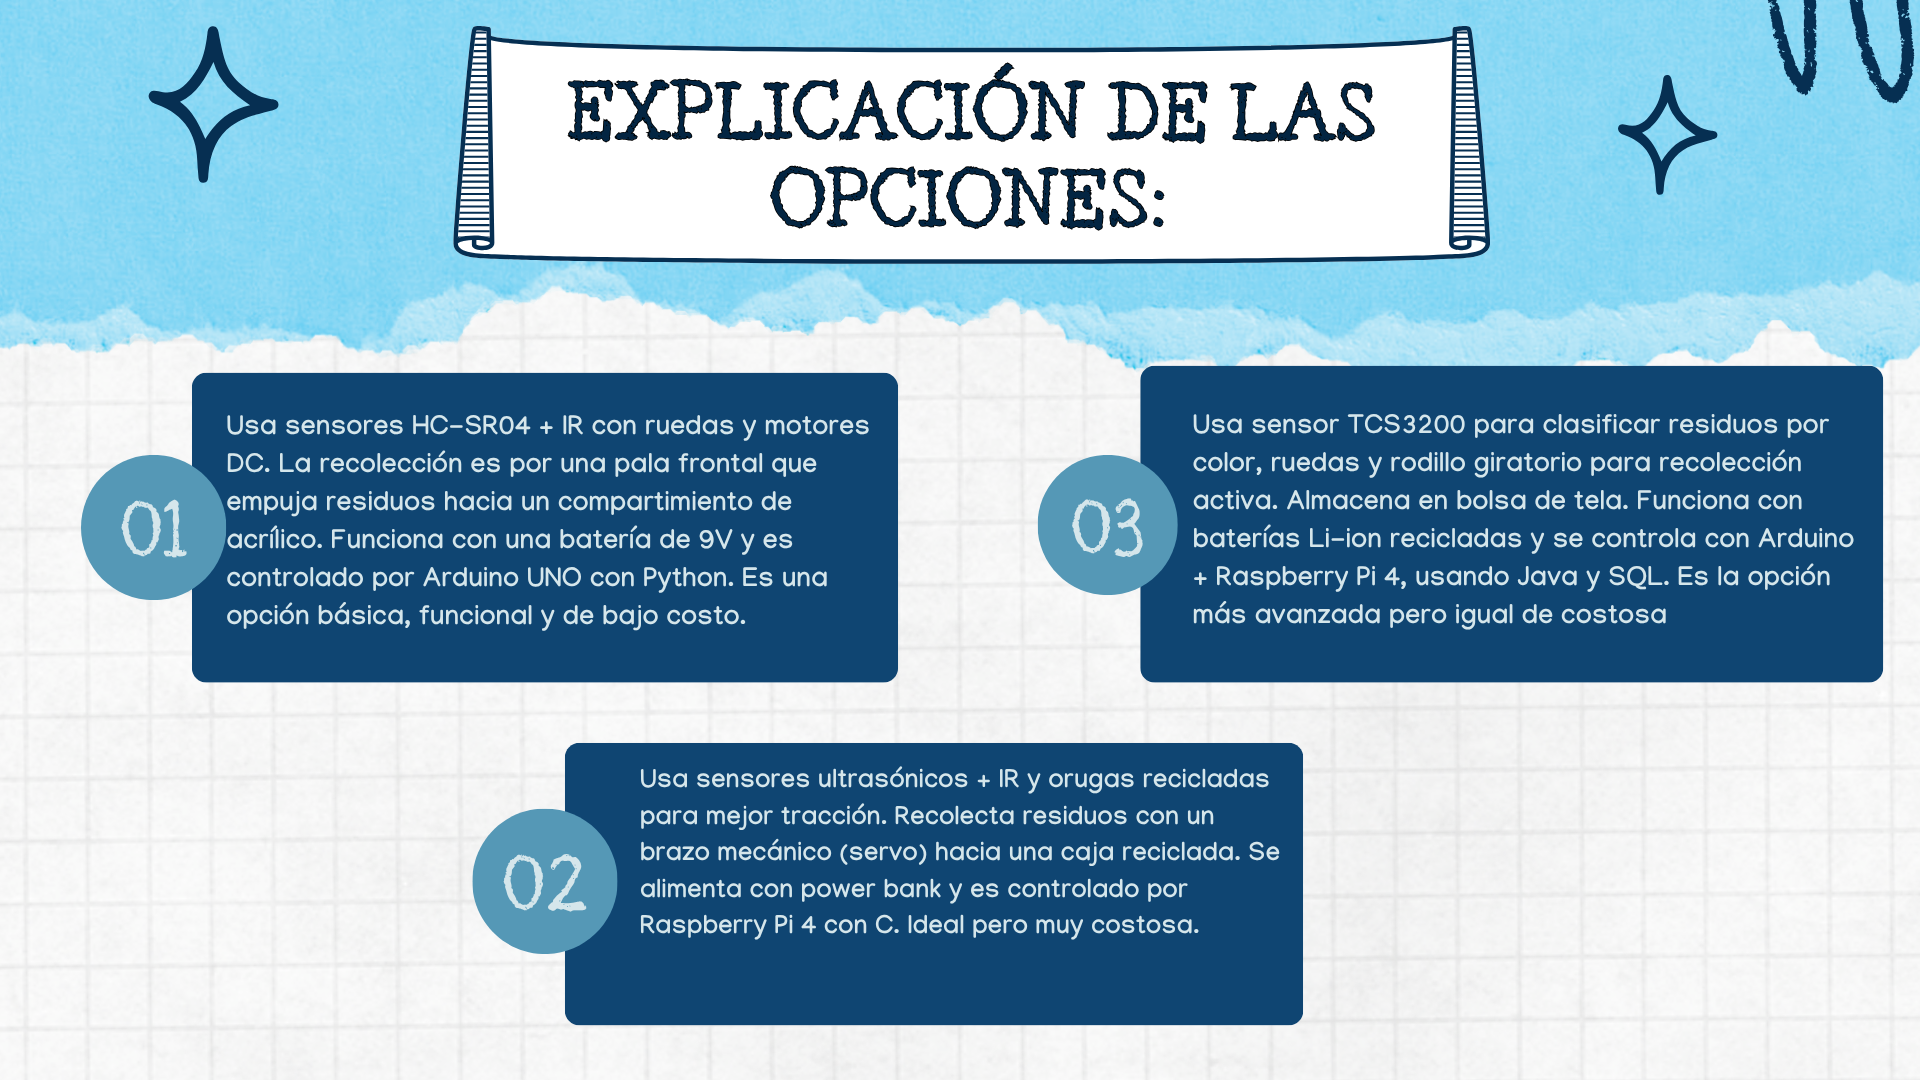 EXPLICACIÓN DE LAS
OPCIONES:
01
Usa sensores HC-SR04 + IR con ruedas y motores
DC. La recolección es por una pala frontal que
empuja residuos hacia un compartimiento de
acrílico. Funciona con una batería de 9V y es
controlado por Arduino UNO con Python. Es una
opción básica, funcional y de bajo costo.
02
Usa sensores ultrasónicos + IR y orugas recicladas
para mejor tracción. Recolecta residuos con un
brazo mecánico (servo) hacia una caja reciclada. Se
alimenta con power bank y es controlado por
Raspberry Pi 4 con C. Ideal pero muy costosa.
03
Usa sensor TCS3200 para clasificar residuos por
color, ruedas y rodillo giratorio para recolección
activa. Almacena en bolsa de tela. Funciona con
baterías Li-ion recicladas y se controla con Arduino
+ Raspberry Pi 4, usando Java y SQL. Es la opción
más avanzada pero igual de costosa